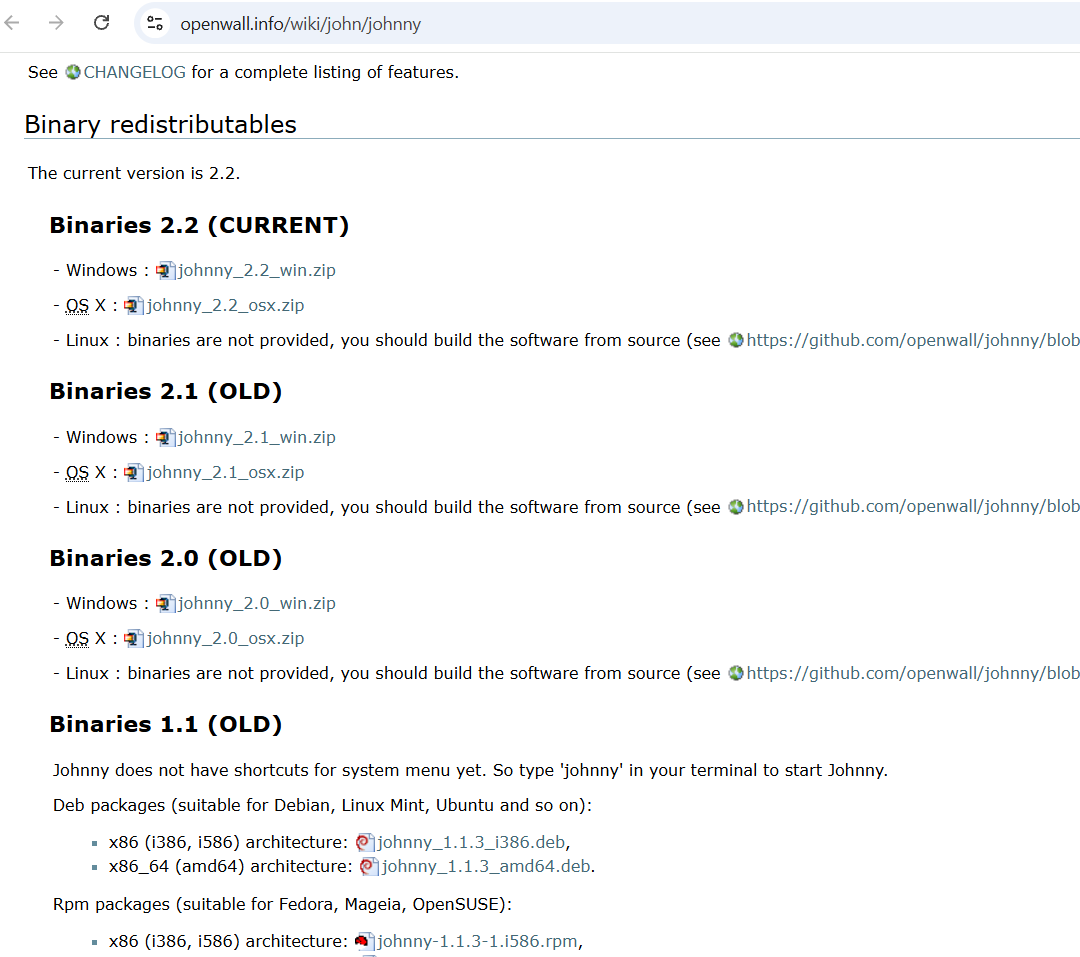 openwall.info/wiki/john/johnny
See CHANGELOG for a complete listing of features.
Binary redistributables
The current version is 2.2.
Binaries 2.2 (CURRENT)
- Windows : johnny_2.2_win.zip
- OS X : johnny_2.2_osx.zip
- Linux : binaries are not provided, you should build the software from source (see https://github.com/openwall/johnny/blob
Binaries 2.1 (OLD)
- Windows : johnny_2.1_win.zip
- OS X : johnny_2.1_osx.zip
- Linux : binaries are not provided, you should build the software from source (see https://github.com/openwall/johnny/blob
Binaries 2.0 (OLD)
- Windows : johnny_2.0_win.zip
- OS X : johnny_2.0_osx.zip
- Linux : binaries are not provided, you should build the software from source (see https://github.com/openwall/johnny/blob
Binaries 1.1 (OLD)
Johnny does not have shortcuts for system menu yet. So type 'johnny' in your terminal to start Johnny.
Deb packages (suitable for Debian, Linux Mint, Ubuntu and so on):
x86 (i386, i586) architecture: johnny_1.1.3_i386.deb,
x86_64 (amd64) architecture: johnny_1.1.3_amd64.deb.
Rpm packages (suitable for Fedora, Mageia, OpenSUSE):
x86 (i386, i586) architecture: johnny-1.1.3-1.i586.rpm,